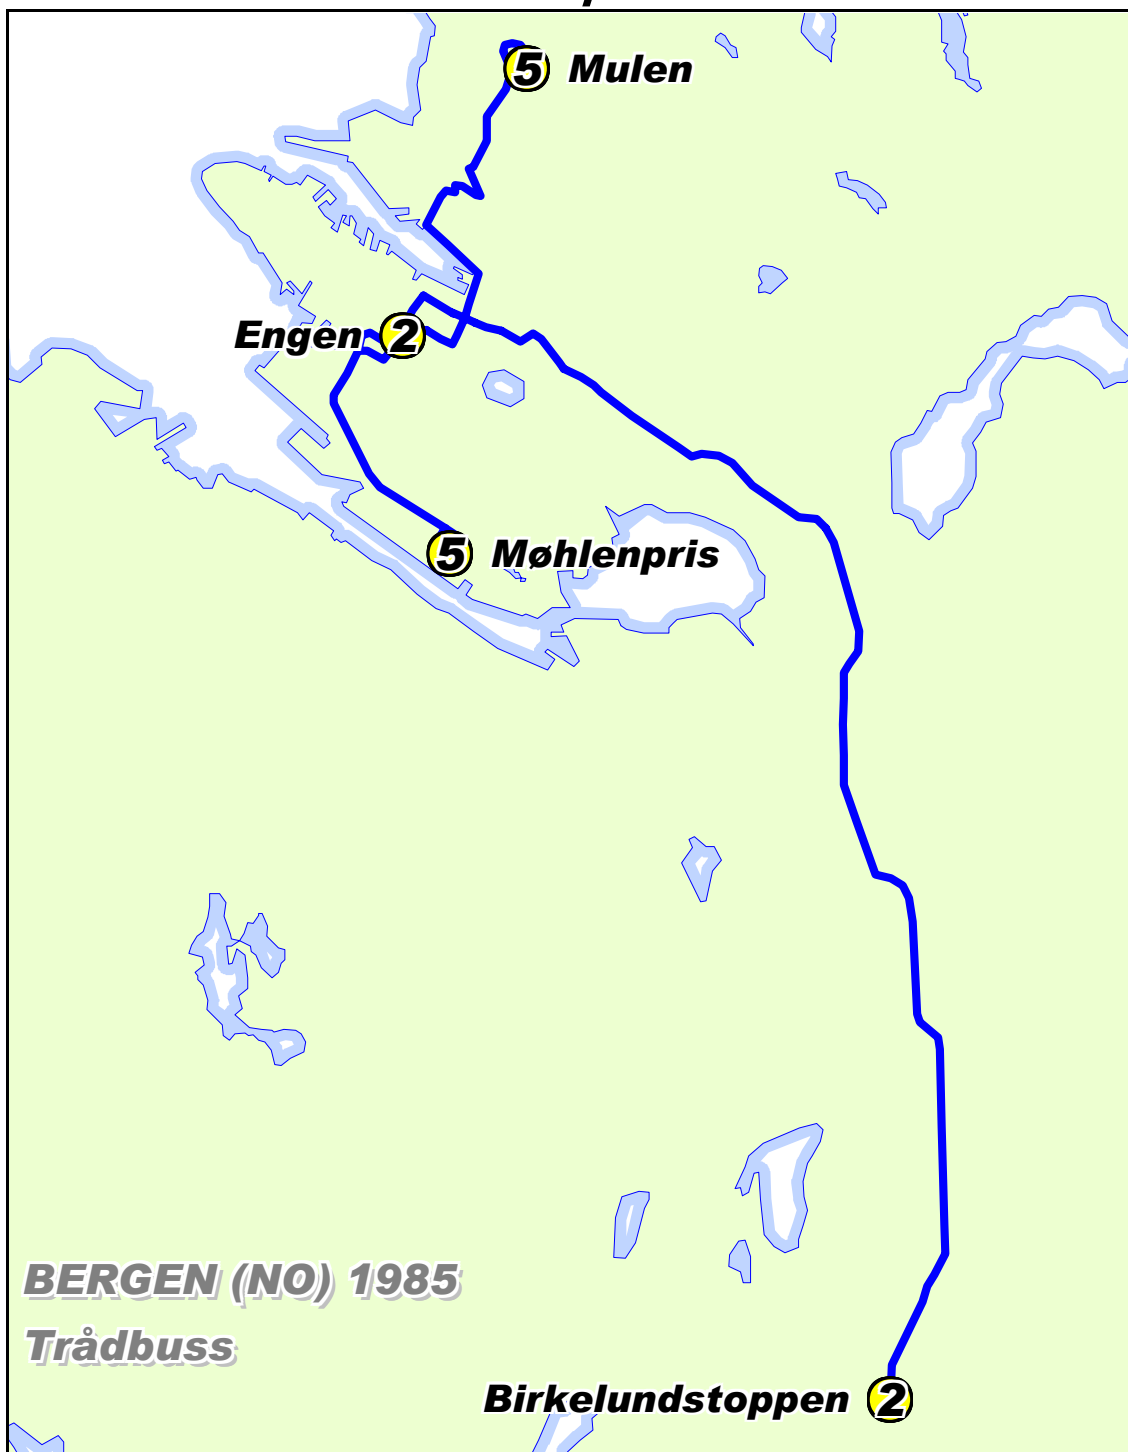 5 Mulen
Engen 2
5 Møhlenpris
BERGEN (NO) 1985
Trådbuss
Birkelundstoppen 2